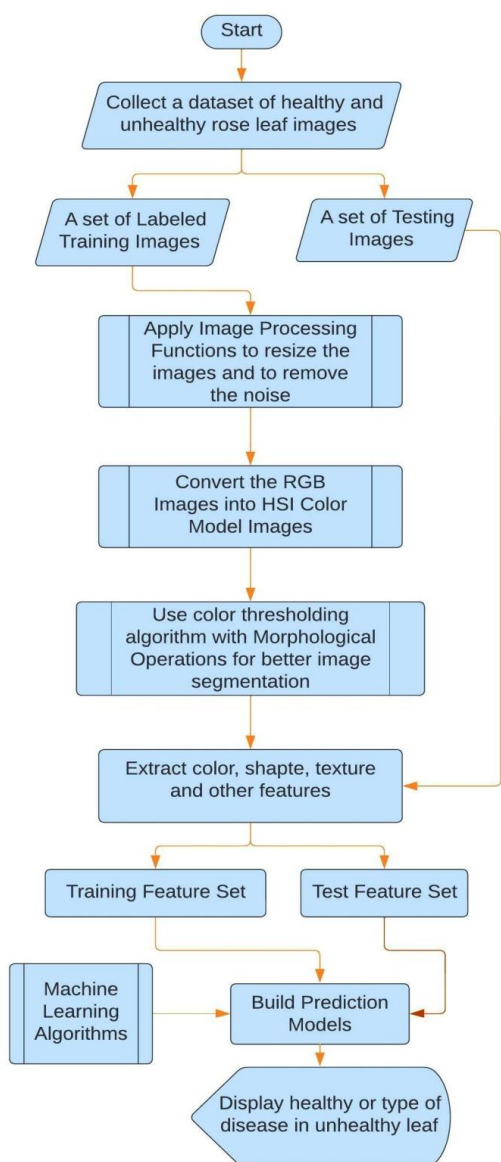 Start
Collect a dataset of healthy and
unhealthy rose leaf images
A set of Labeled
Training Images
A set of Testing
Images
Apply Image Processing
Functions to resize the
images and to remove
the noise
Convert the RGB
Images into HSI Color
Model Images
Use color thresholding
algorithm with Morphological
Operations for better image
segmentation
Extract color, shapte, texture
and other features
Training Feature Set
Test Feature Set
Machine
Learning
Algorithms
Build Prediction
Models
Display healthy or type of
disease in unhealthy leaf